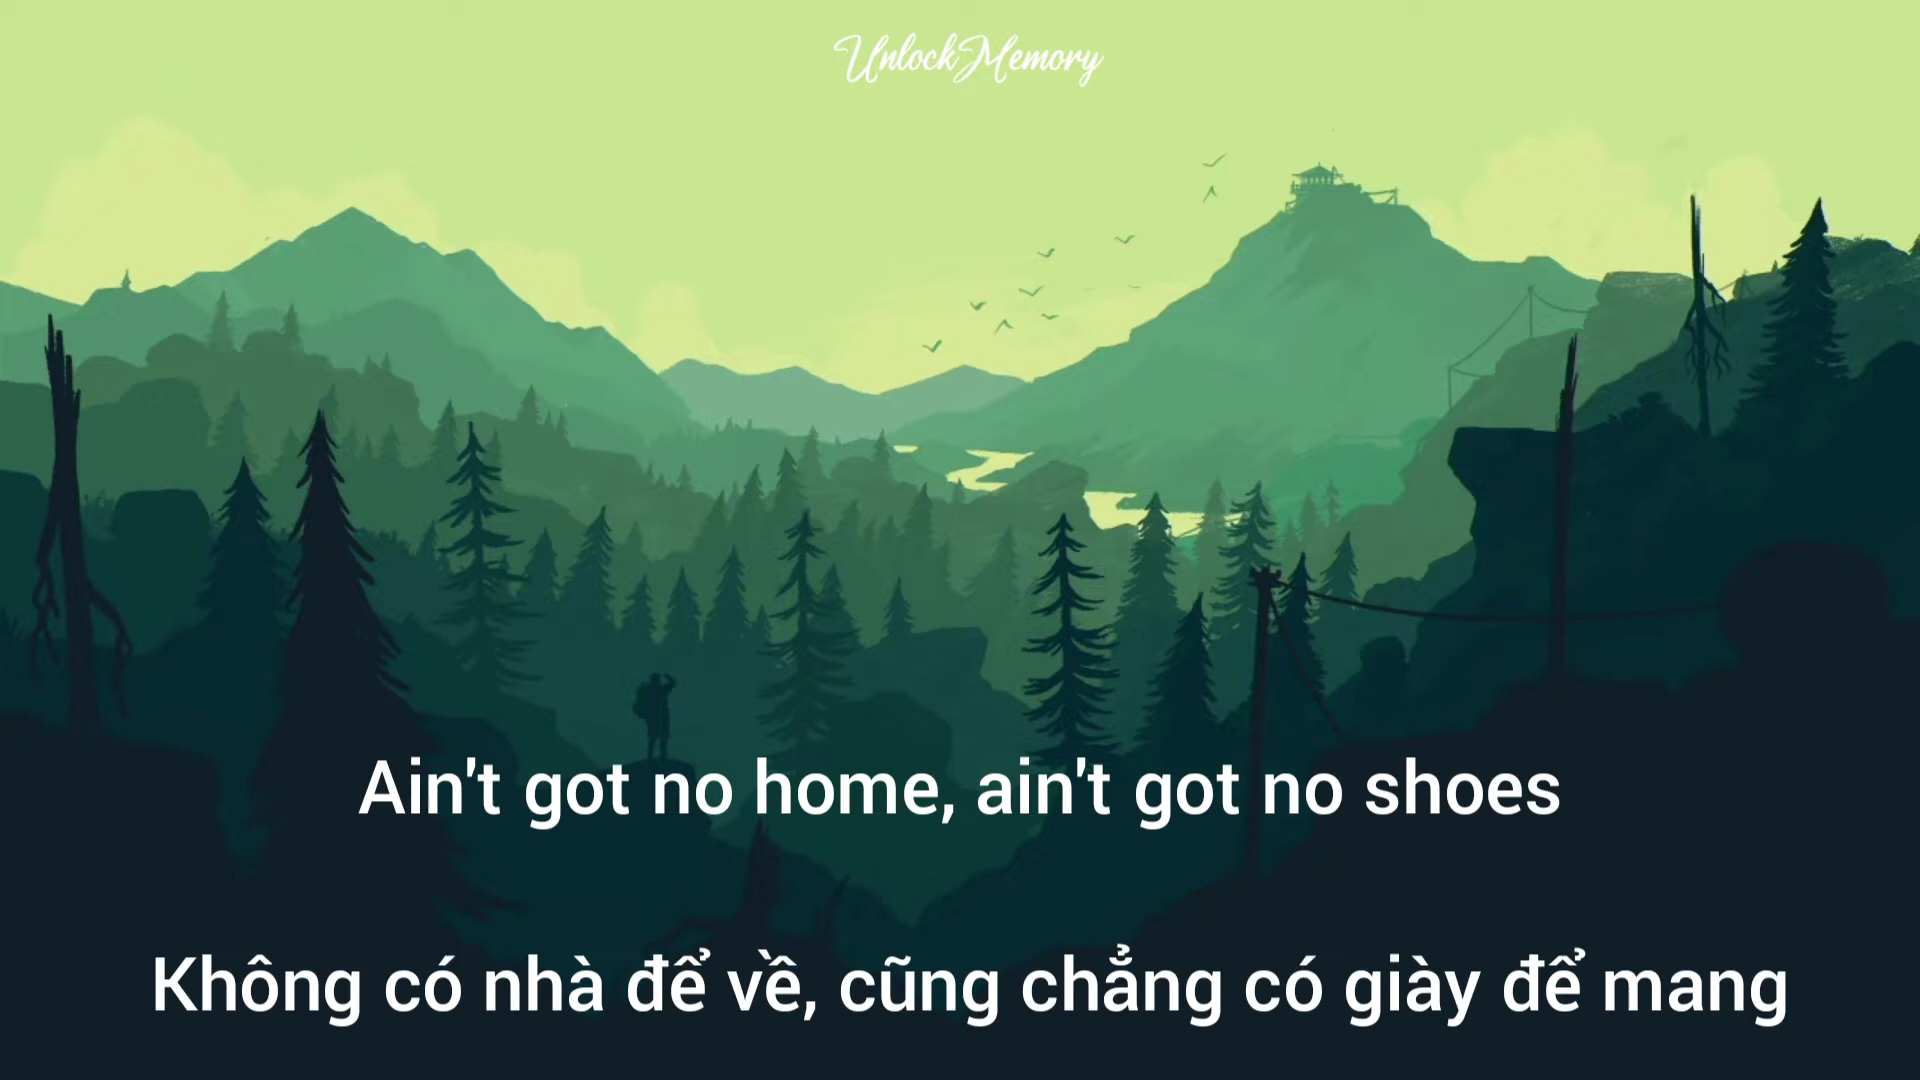 UnlockMemory
Ain't got no home, ain't got no shoes
Không có nhà để về, cũng chẳng có giày để mang